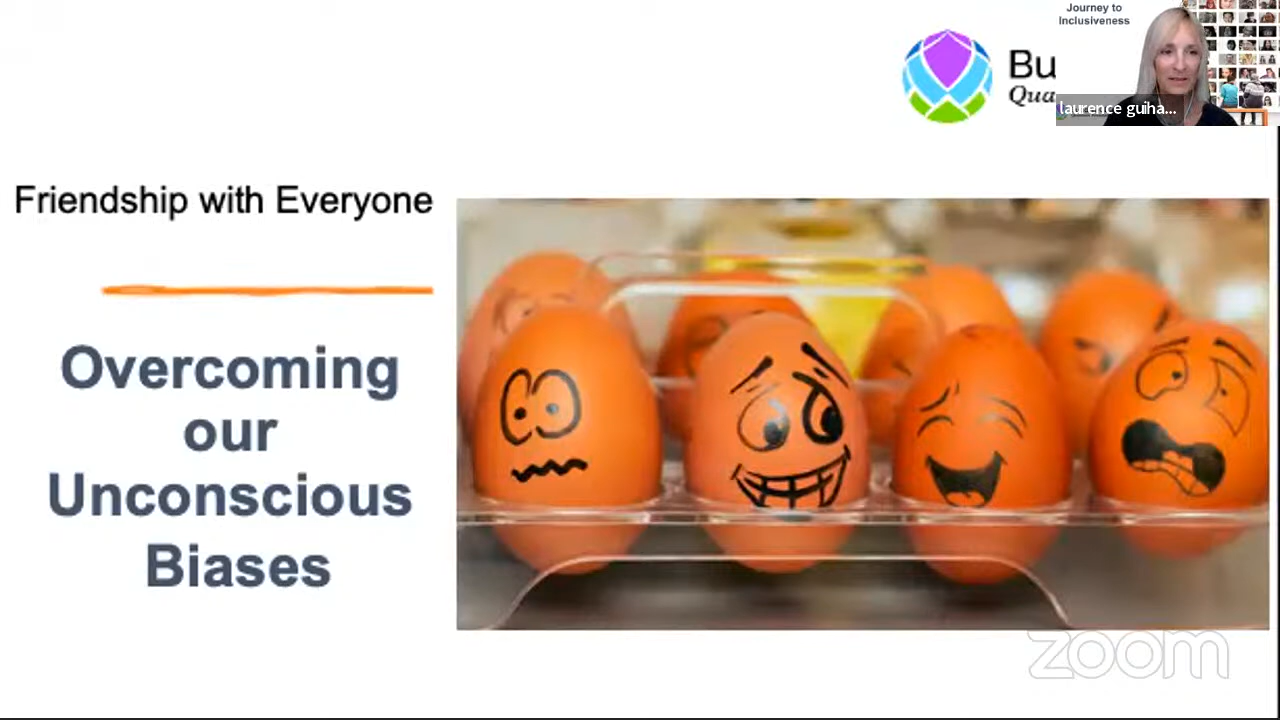 Journey to
Inclusiveness
Bu
Qua
laurence guiha...
Friendship with Everyone
Overcoming
our
Unconscious
Biases
zoom